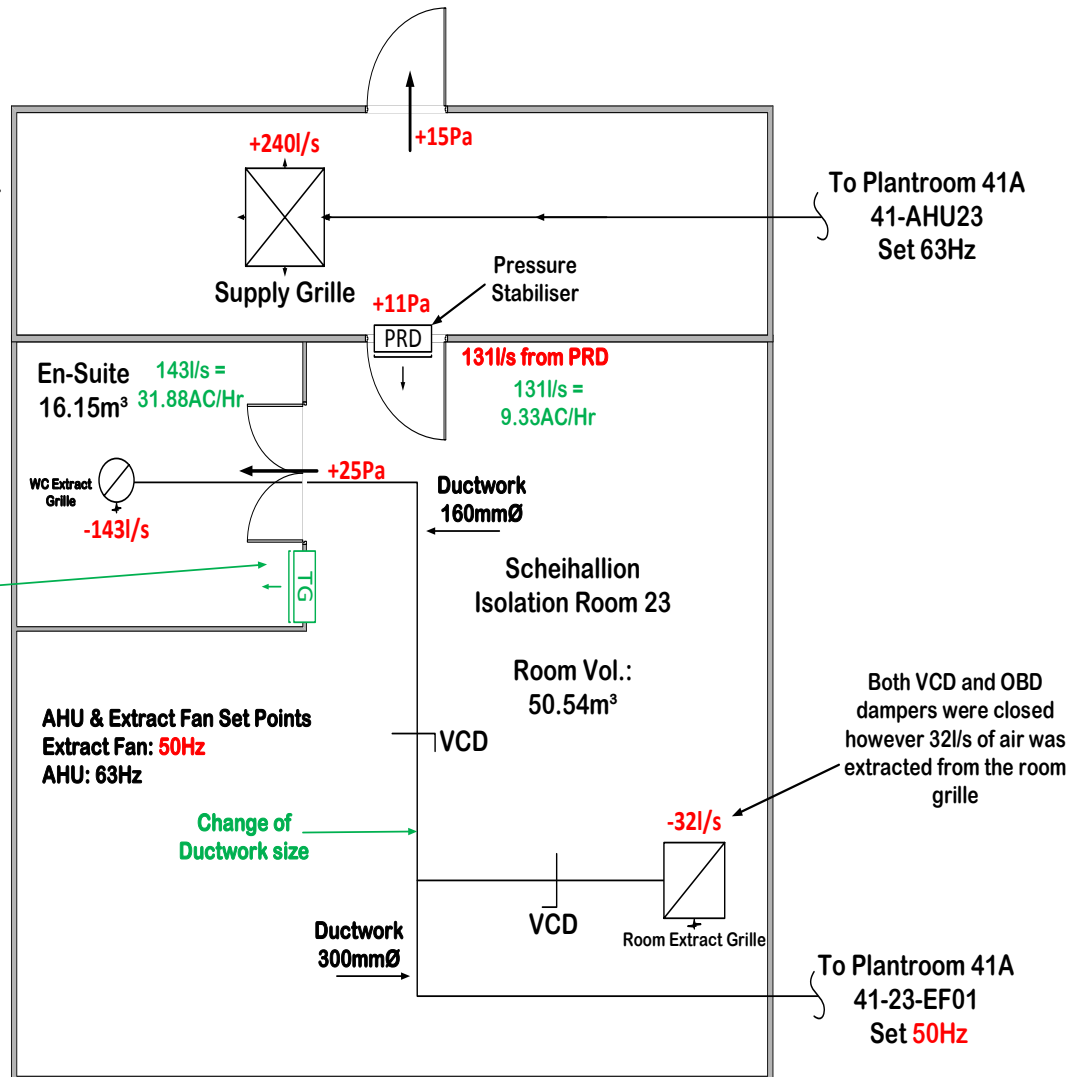 +15Pa
+240l/s
Supply Grille
To Plantroom 41A
41-AHU23
Set 63Hz
Pressure
Stabiliser
+11Pa
PRD
131l/s from PRD
131l/s =
9.33AC/Hr
En-Suite
16.15m³
143l/s =
31.88AC/Hr
WC Extract
Grille
-143l/s
+25Pa
Ductwork
160mmØ
TG
Scheihallion
Isolation Room 23
Room Vol.:
50.54m³
AHU & Extract Fan Set Points
Extract Fan: 50Hz
AHU: 63Hz
VCD
Both VCD and OBD
dampers were closed
however 32l/s of air was
extracted from the room
grille
Change of
Ductwork size
-32l/s
VCD
Room Extract Grille
Ductwork
300mmØ
To Plantroom 41A
41-23-EF01
Set 50Hz